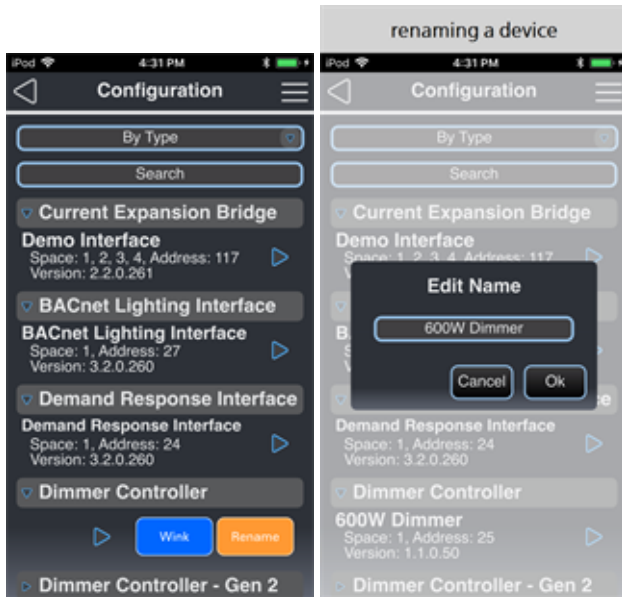 renaming a device
iPod 4:31 PM
Configuration
By Type
Search
Current Expansion Bridge
Demo Interface
Space: 1, 2, 3, 4, Address: 117
Version: 2.2.0.261
BACnet Lighting Interface
BACnet Lighting Interface
Space: 1, Address: 27
Version: 3.2.0.260
Demand Response Interface
Demand Response Interface
Space: 1, Address: 24
Version: 3.2.0.260
Dimmer Controller
Wink Rename
Dimmer Controller - Gen 2
iPod 4:31 PM
Configuration
By Type
Search
Current Expansion Bridge
Demo Interface
Space: 1, 2, 3, 4, Address: 117
Edit Name
600W Dimmer
Cancel Ok
Demand Response Interface
Space: 1, Address: 24
Version: 3.2.0.260
Dimmer Controller
600W Dimmer
Space: 1, Address: 25
Version: 1.1.0.50
Dimmer Controller - Gen 2